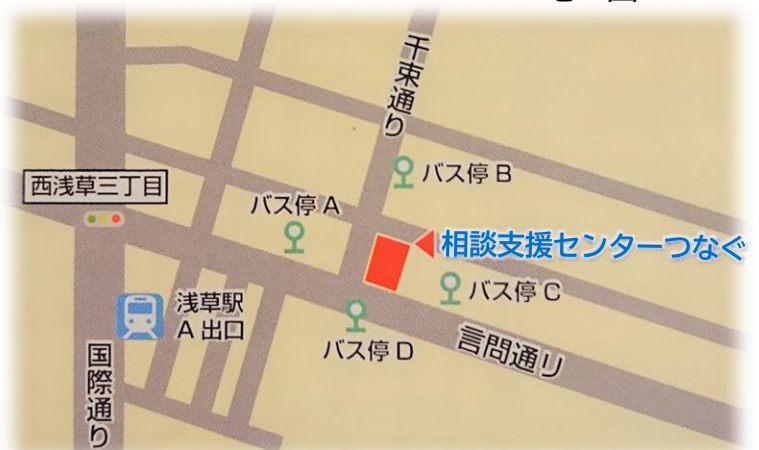 千束通り
バス停 B
西浅草三丁目
バス停 A
相談支援センターつなぐ
バス停 C
浅草駅
A 出口
バス停 D
言問通り
国際通り